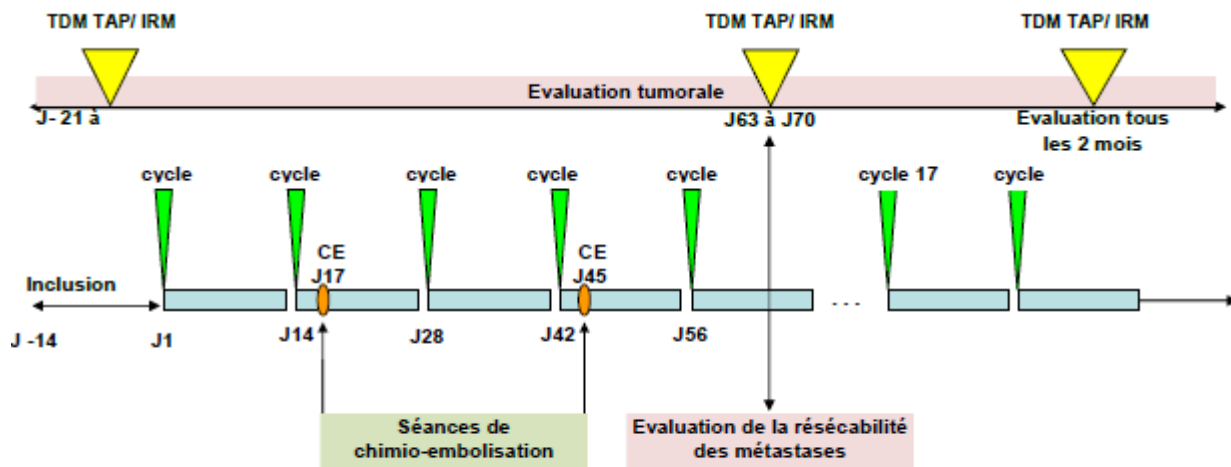 TDM TAP/ IRM
TDM TAP/ IRM
TDM TAP/ IRM
Evaluation tumorale
J- 21 à
J63 à J70
Evaluation tous
les 2 mois
cycle
cycle
cycle
cycle
cycle
cycle 17
cycle
CE
J17
CE
J45
Inclusion
. . .
J -14
J1
J14
J28
J42
J56
Séances de
chimio-embolisation
Evaluation de la résécabilité
des métastases